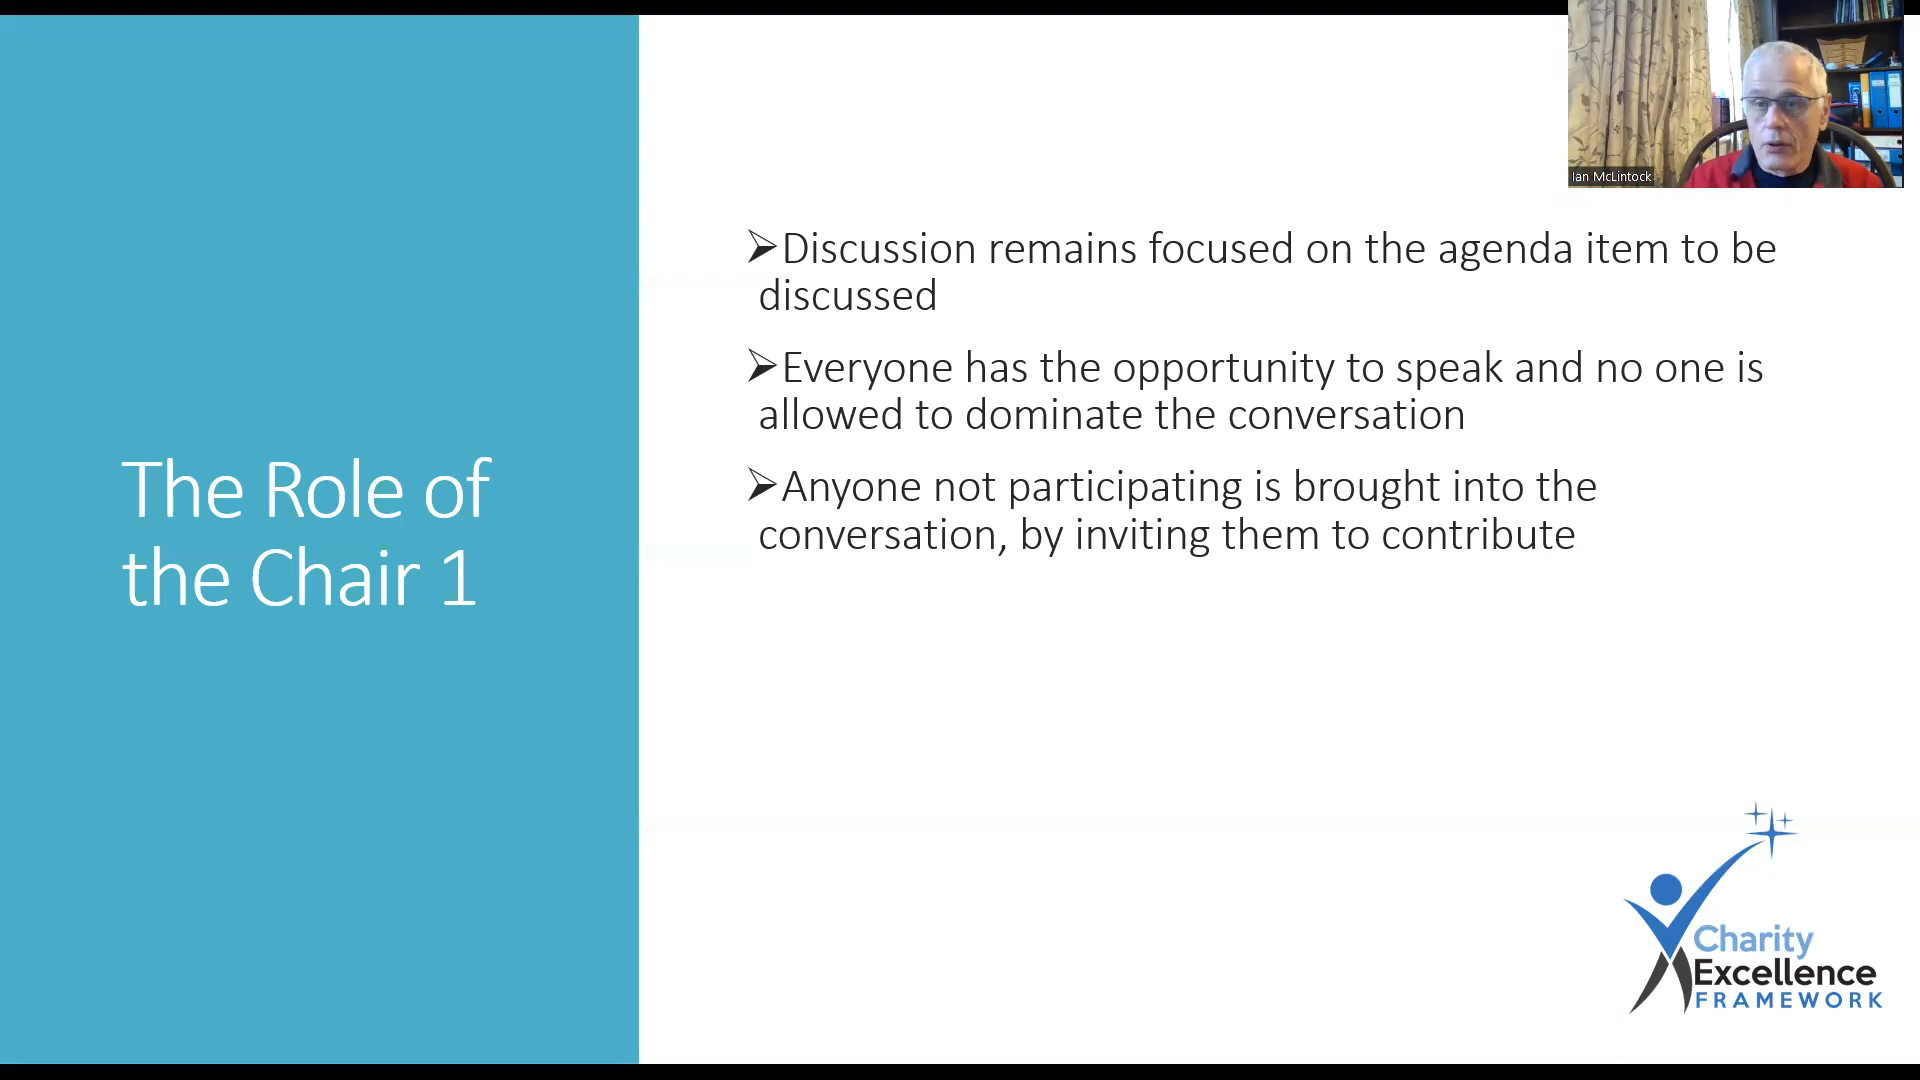 Ian McLintock
The Role of
the Chair 1
➢Discussion remains focused on the agenda item to be
discussed
➢Everyone has the opportunity to speak and no one is
allowed to dominate the conversation
➢Anyone not participating is brought into the
conversation, by inviting them to contribute
Charity
Excellence
FRAMEWORK